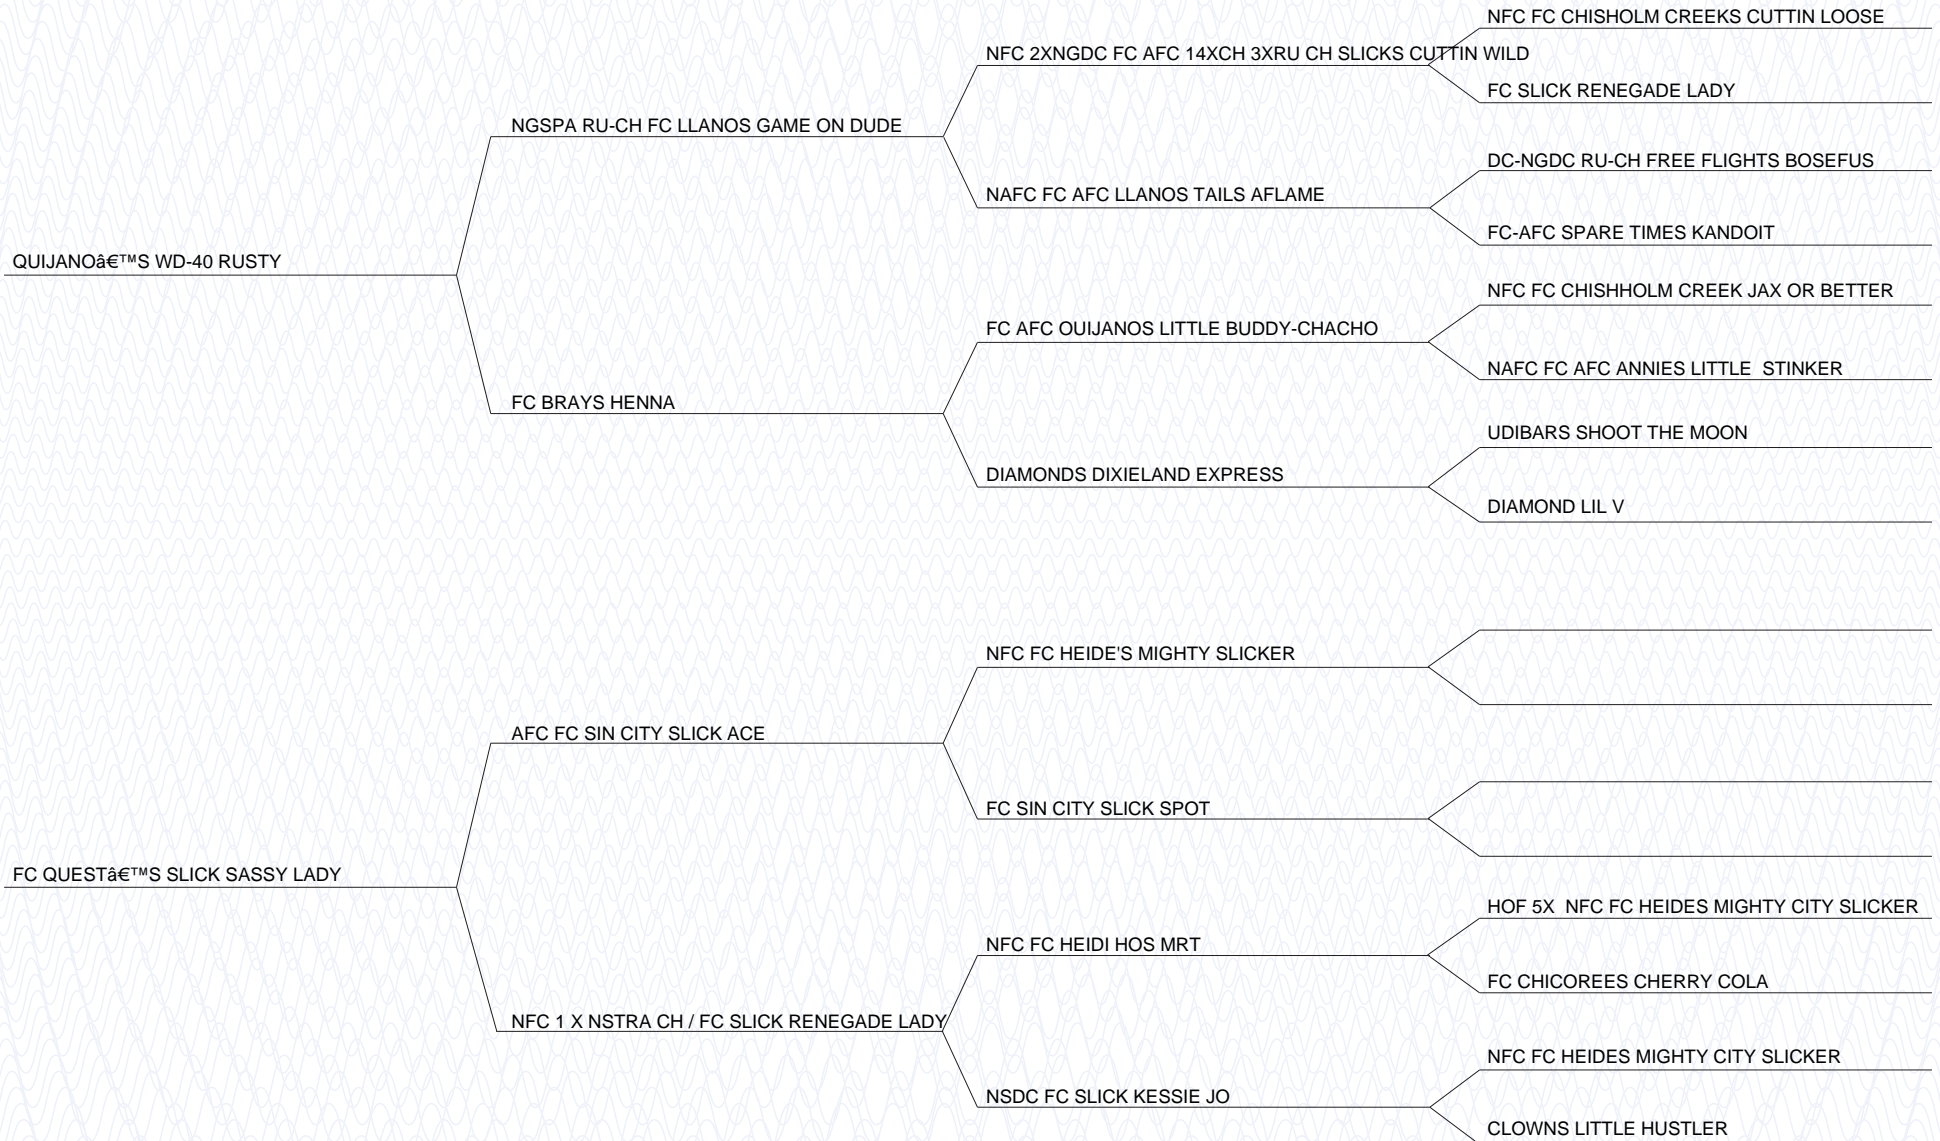 NFC FC CHISHOLM CREEKS CUTTIN LOOSE
NFC 2XNGDC FC AFC 14XCH 3XRU CH SLICKS CUTTIN WILD
FC SLICK RENEGADE LADY
NGSPA RU-CH FC LLANOS GAME ON DUDE
DC-NGDC RU-CH FREE FLIGHTS BOSEFUS
NAFC FC AFC LLANOS TAILS AFLAME
FC-AFC SPARE TIMES KANDOIT
QUIJANOâ€™S WD-40 RUSTY
NFC FC CHISHHOLM CREEK JAX OR BETTER
FC AFC OUIJANOS LITTLE BUDDY-CHACHO
NAFC FC AFC ANNIES LITTLE  STINKER
FC BRAYS HENNA
UDIBARS SHOOT THE MOON
DIAMONDS DIXIELAND EXPRESS
DIAMOND LIL V
NFC FC HEIDE'S MIGHTY SLICKER
AFC FC SIN CITY SLICK ACE
FC SIN CITY SLICK SPOT
FC QUESTâ€™S SLICK SASSY LADY
HOF 5X  NFC FC HEIDES MIGHTY CITY SLICKER
NFC FC HEIDI HOS MRT
FC CHICOREES CHERRY COLA
NFC 1 X NSTRA CH / FC SLICK RENEGADE LADY
NFC FC HEIDES MIGHTY CITY SLICKER
NSDC FC SLICK KESSIE JO
CLOWNS LITTLE HUSTLER